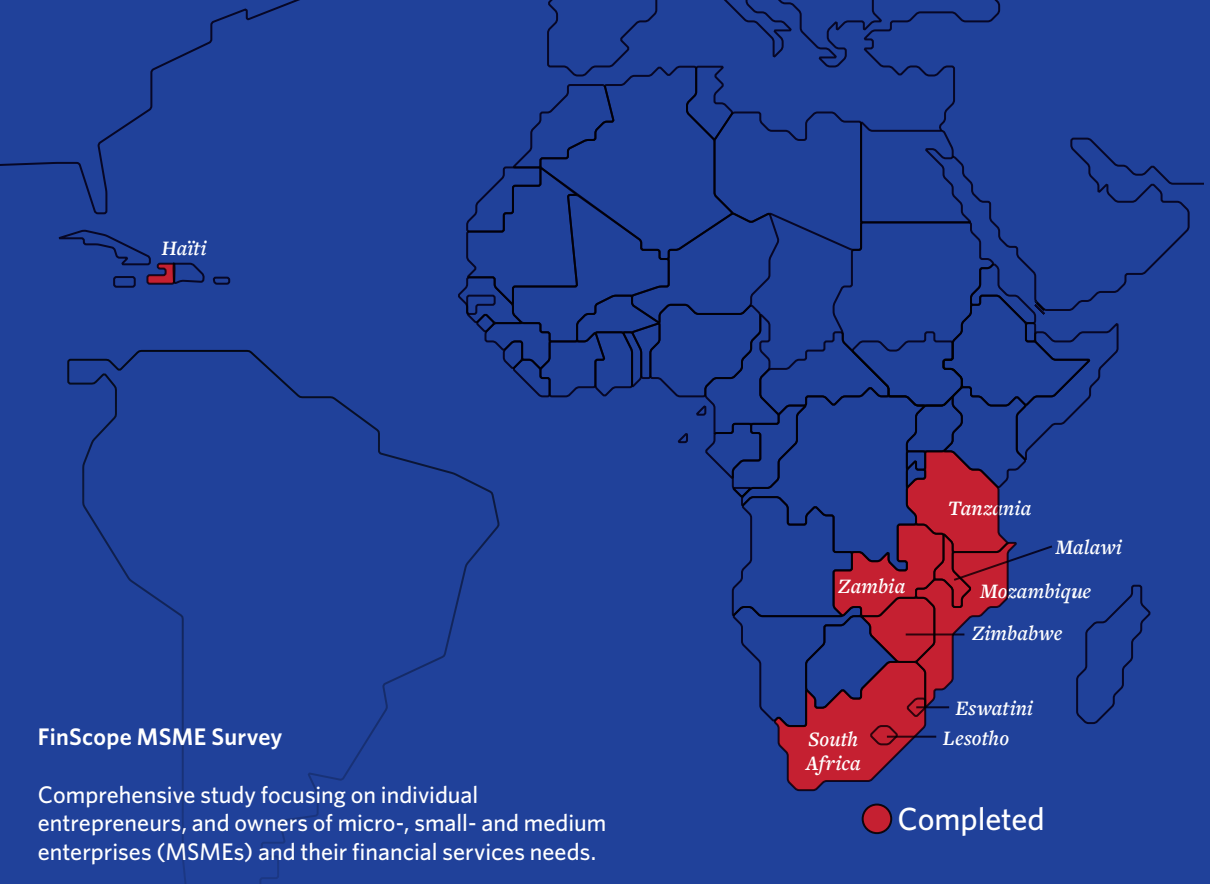 Haïti
Tanzania
Malawi
Zambia
Mozambique
Zimbabwe
Eswatini
Lesotho
South
Africa
FinScope MSME Survey
Comprehensive study focusing on individual
entrepreneurs, and owners of micro-, small- and medium
enterprises (MSMEs) and their financial services needs.
Completed